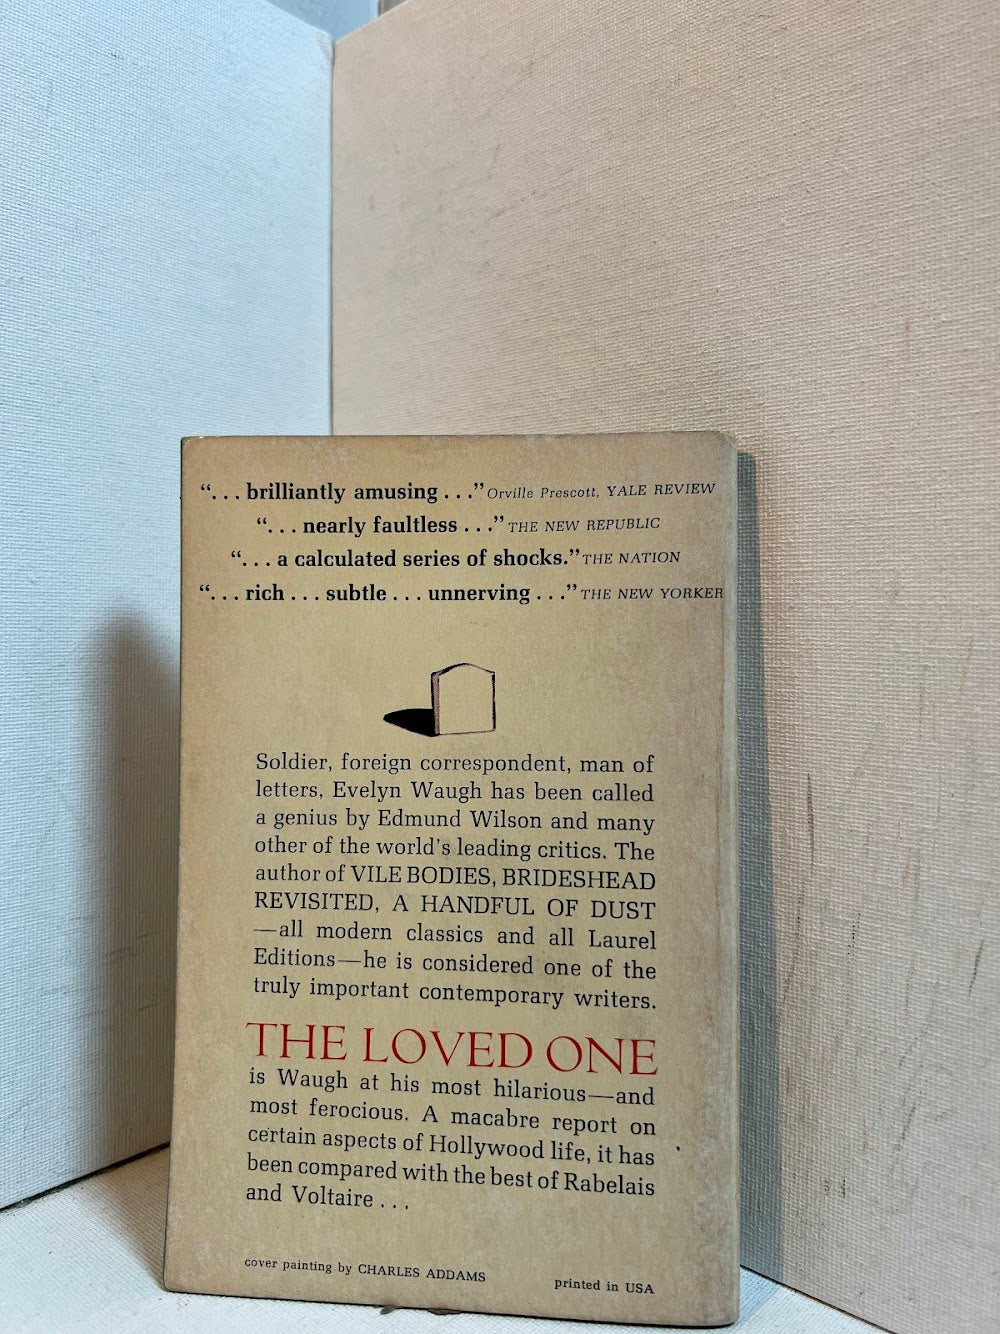 “. . . brilliantly amusing . . .” Orville Prescott, YALE REVIEW
“. . . nearly faultless . . .” THE NEW REPUBLIC
“. . . a calculated series of shocks.” THE NATION
“. . . rich . . . subtle . . . unnerving . . .” THE NEW YORKER
Soldier, foreign correspondent, man of
letters, Evelyn Waugh has been called
a genius by Edmund Wilson and many
other of the world's leading critics. The
author of VILE BODIES, BRIDESHEAD
REVISITED, A HANDFUL OF DUST
—all modern classics and all Laurel
Editions—he is considered one of the
truly important contemporary writers.
THE LOVED ONE
is Waugh at his most hilarious—and
most ferocious. A macabre report on
certain aspects of Hollywood life, it has
been compared with the best of Rabelais
and Voltaire . . .
cover painting by CHARLES ADDAMS
printed in USA